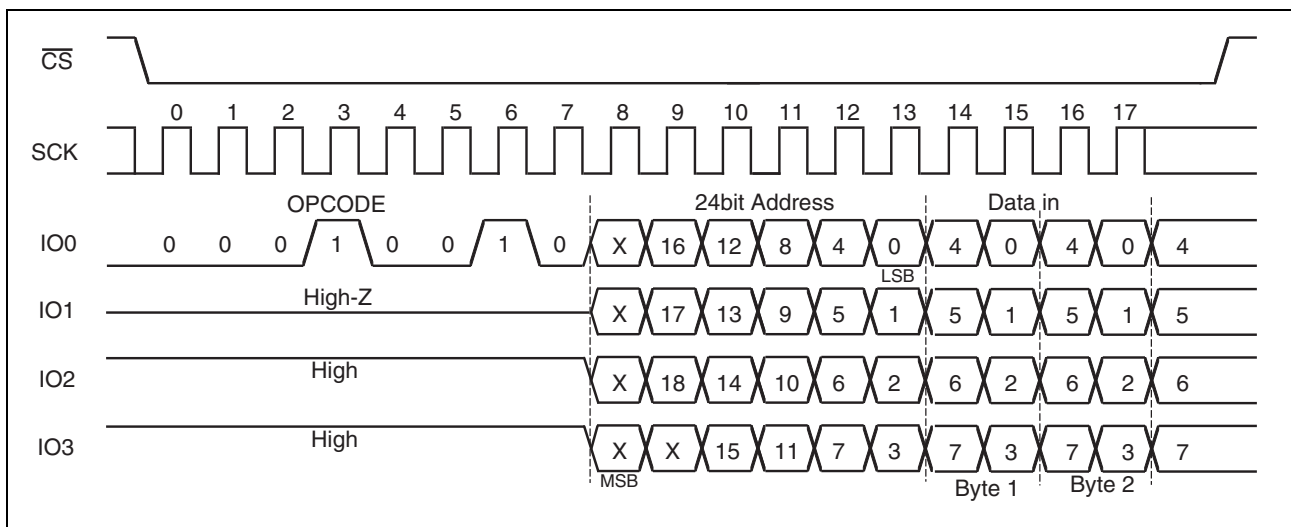 CS
0 1 2 3 4 5 6 7 8 9 10 11 12 13 14 15 16 17
SCK
OPCODE 24bit Address Data in
IO0 0 0 0 1 0 0 1 0 X 16 12 8 4 0 4 0 4 0 4
LSB
IO1 High-Z X 17 13 9 5 1 5 1 5 1 5
IO2 High X 18 14 10 6 2 6 2 6 2 6
IO3 High X X 15 11 7 3 7 3 7 3 7
MSB Byte 1 Byte 2